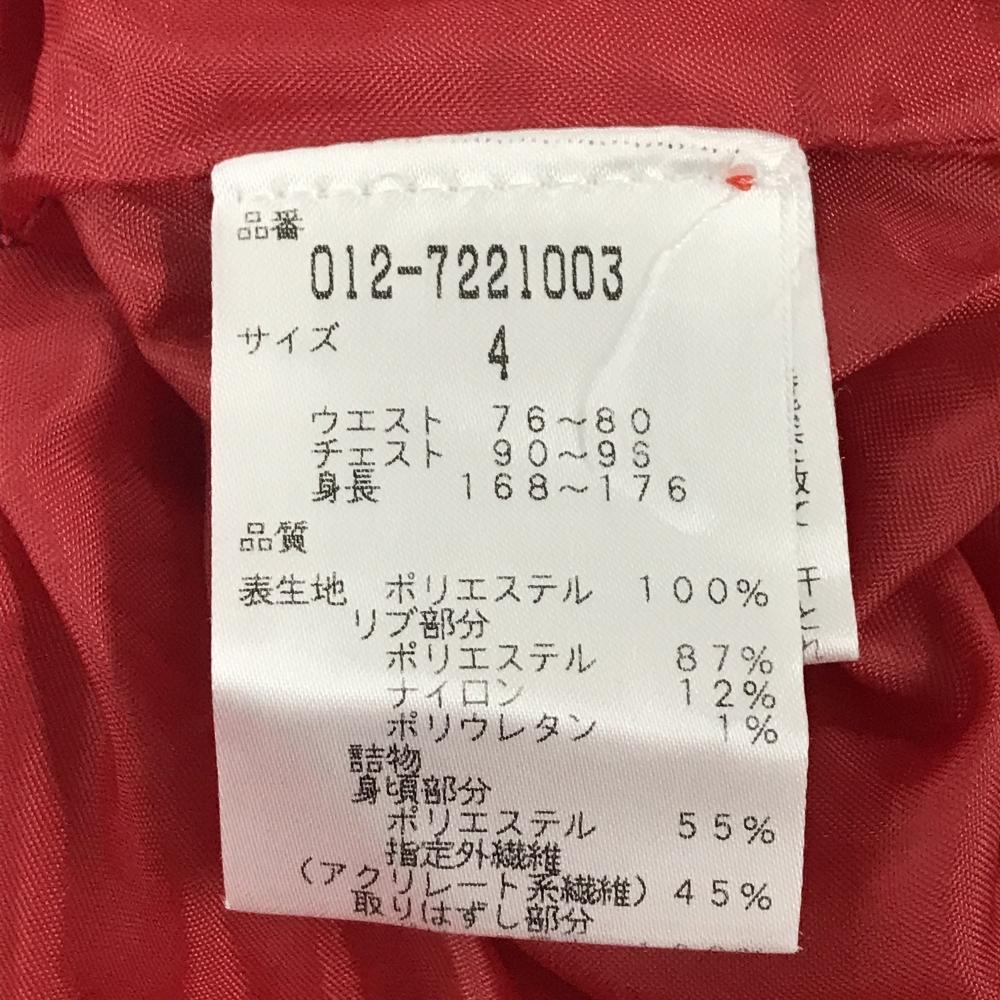 品番
012-7221003
サイズ 4
ウエスト 76～80
チェスト 90～96
身長 168～176
品質
表生地 ポリエステル 100%
リブ部分
ポリエステル 87%
ナイロン 12%
ポリウレタン 1%
詰物
身頃部分
ポリエステル 55%
指定外繊維
（アクリレート系繊維）45%
取りはずし部分